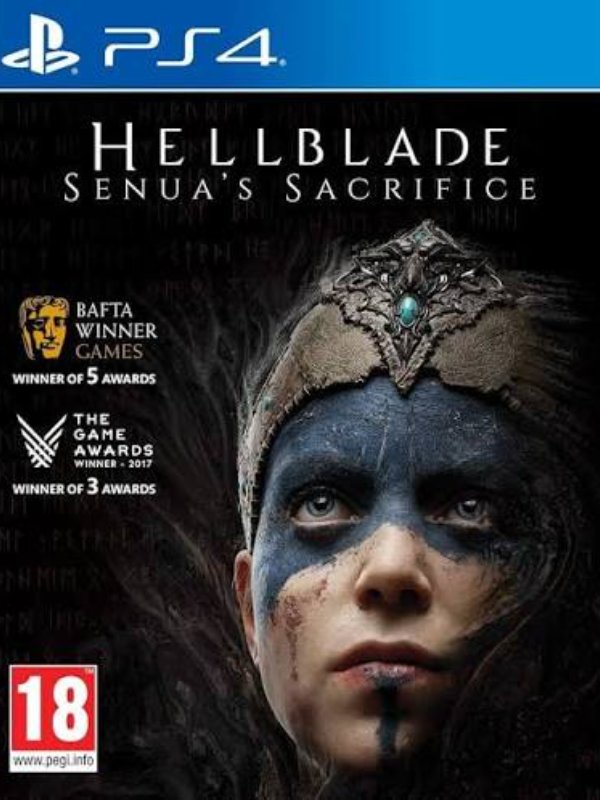 PS4
HELLBLADE
SENUA'S SACRIFICE
BAFTA
WINNER
GAMES
WINNER OF 5 AWARDS
THE
GAME
AWARDS
WINNER - 2017
WINNER OF 3 AWARDS
18
www.pegi.info